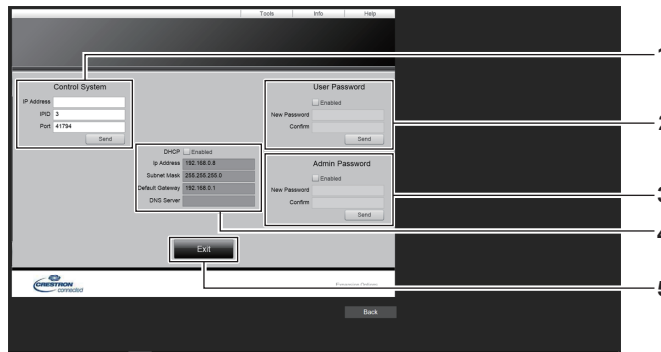 Tools Info Help
Control System
IP Address
IPID 3
Port 41794
Send
User Password
Enabled
New Password
Confirm
Send
DHCP Enabled
Ip Address 192.168.0.8
Subnet Mask 255.255.255.0
Default Gateway 192.168.0.1
DNS Server
Admin Password
Enabled
New Password
Confirm
Send
Exit
CRESTRON
connected
Expansion Options
Back
1
2
3
4
5